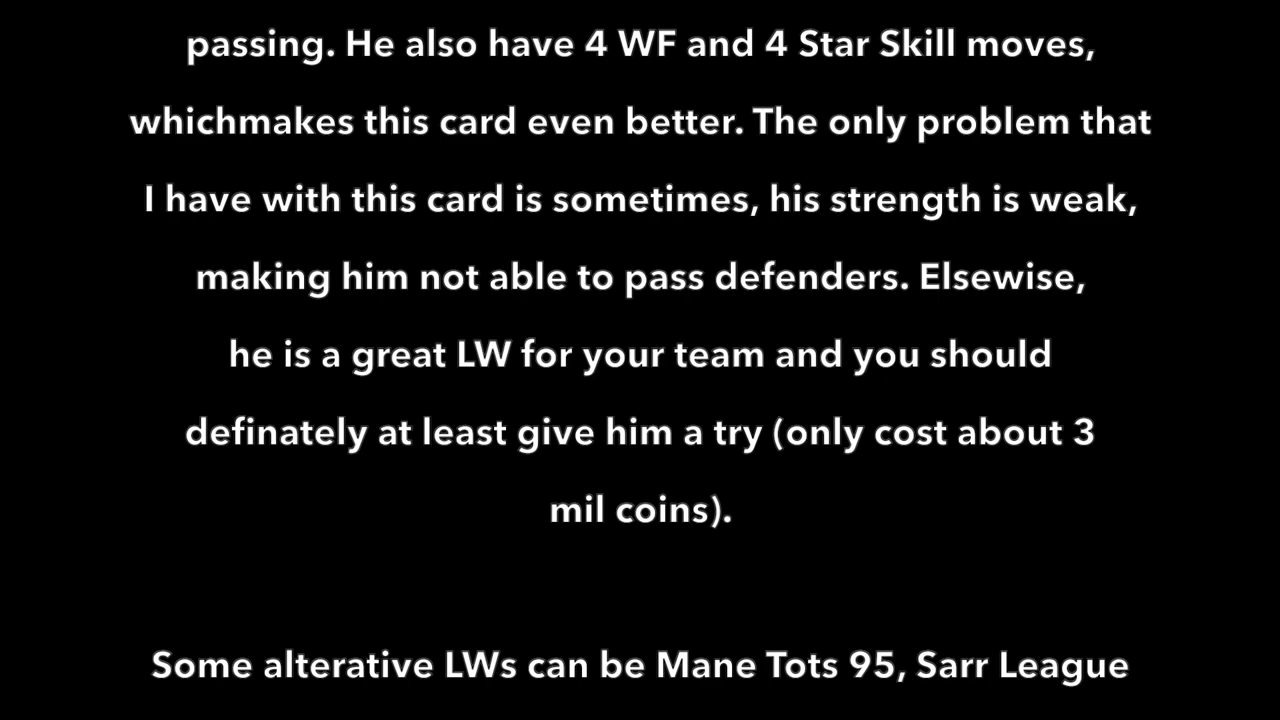 passing. He also have 4 WF and 4 Star Skill moves,
whichmakes this card even better. The only problem that
I have with this card is sometimes, his strength is weak,
making him not able to pass defenders. Elsewise,
he is a great LW for your team and you should
definately at least give him a try (only cost about 3
mil coins).
Some alterative LWs can be Mane Tots 95, Sarr League